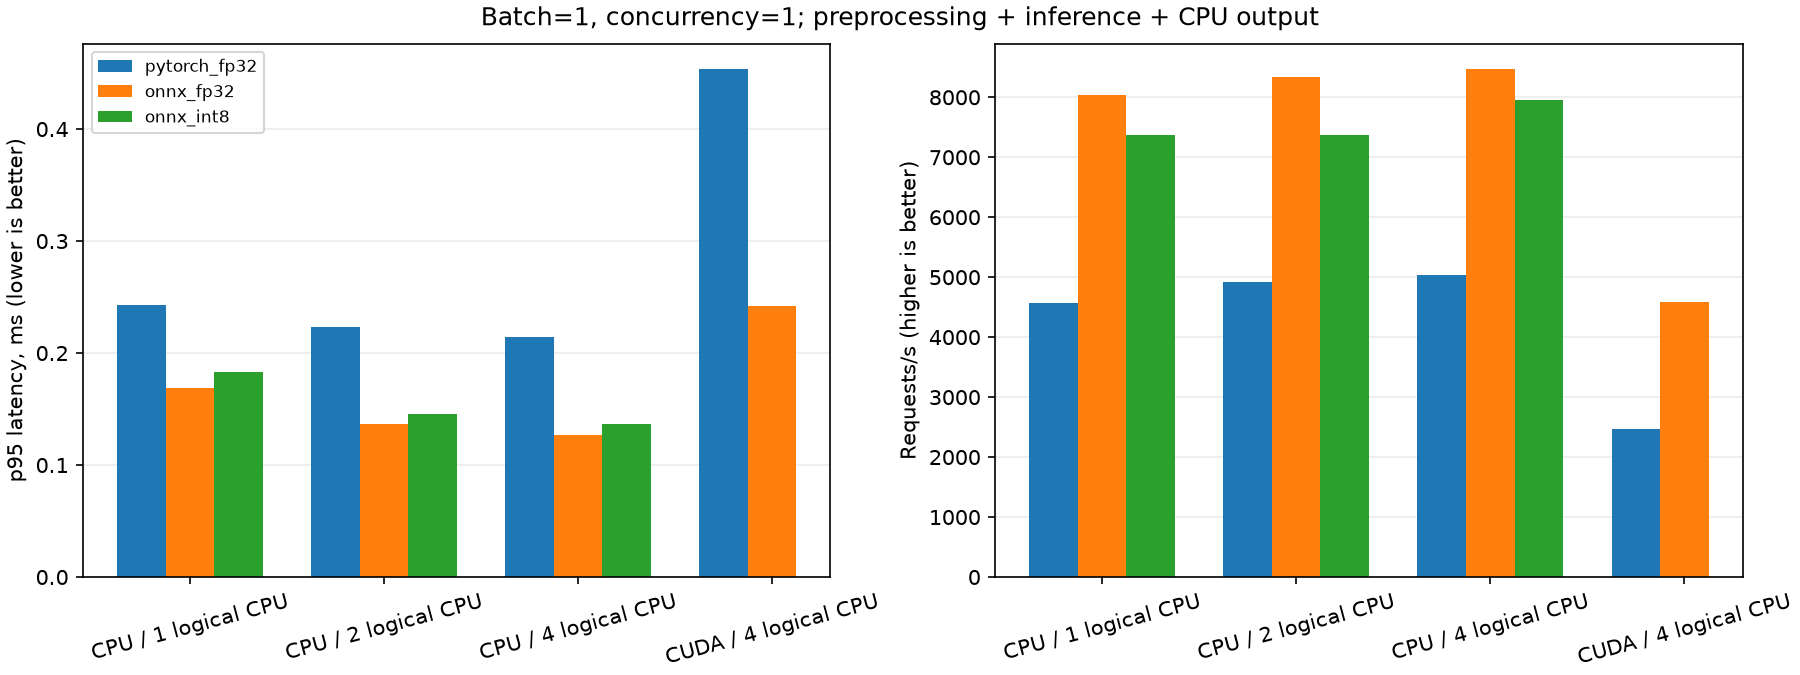 Batch=1, concurrency=1; preprocessing + inference + CPU output
pytorch_fp32
onnx_fp32
onnx_int8
p95 latency, ms (lower is better)
0.4
0.3
0.2
0.1
0.0
CPU / 1 logical CPU
CPU / 2 logical CPU
CPU / 4 logical CPU
CUDA / 4 logical CPU
Requests/s (higher is better)
8000
7000
6000
5000
4000
3000
2000
1000
0
CPU / 1 logical CPU
CPU / 2 logical CPU
CPU / 4 logical CPU
CUDA / 4 logical CPU